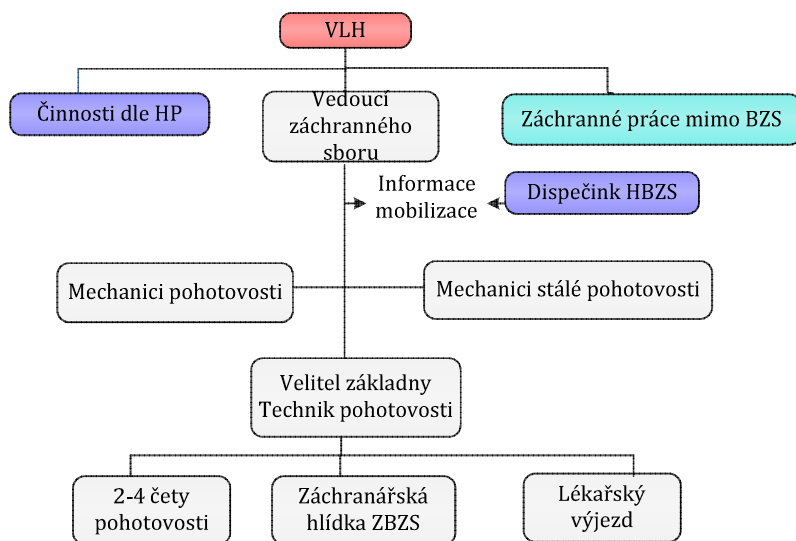 VLH
Činnosti dle HP
Vedoucí
záchranného
sboru
Záchranné práce mimo BZS
Informace
mobilizace
Dispečink HBZS
Mechanici pohotovosti
Mechanici stálé pohotovosti
Velitel základny
Technik pohotovosti
2-4 čety
pohotovosti
Záchranářská
hlídka ZBZS
Lékařský
výjezd